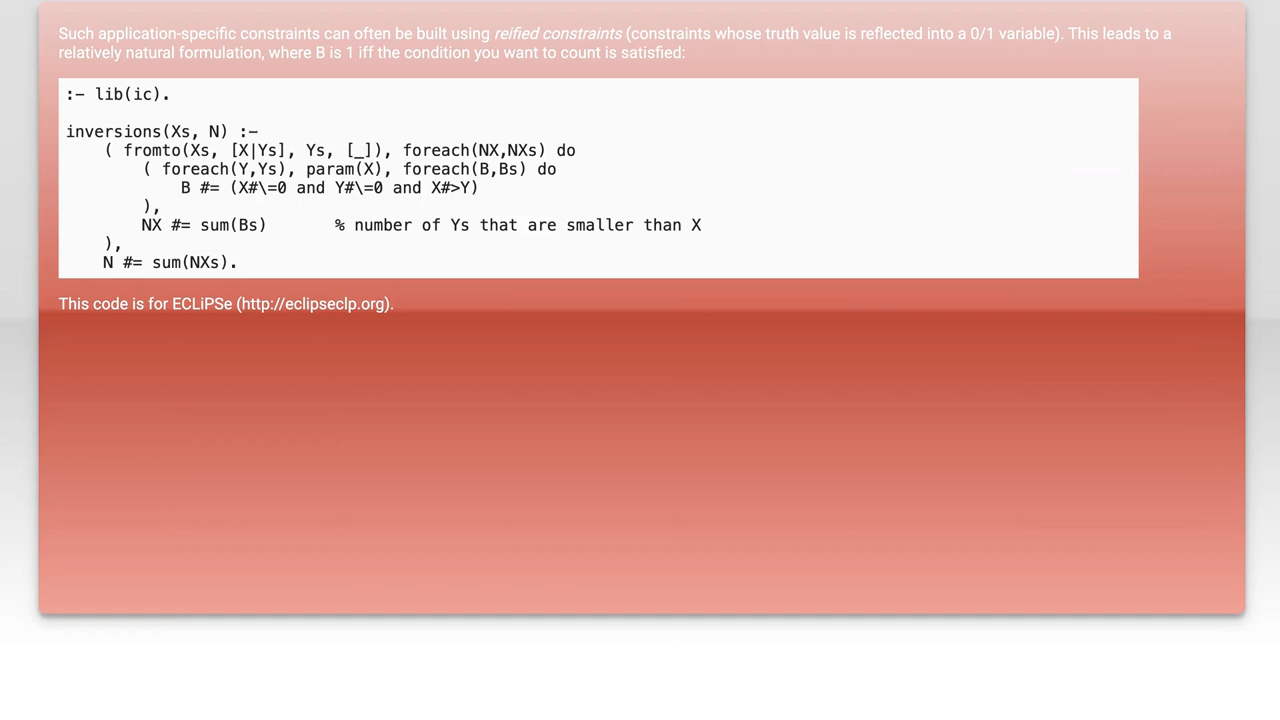 Such application-specific constraints can often be built using reified constraints (constraints whose truth value is reflected into a 0/1 variable). This leads to a
relatively natural formulation, where B is 1 iff the condition you want to count is satisfied:
:- lib(ic).
inversions(Xs, N) :-
    ( fromto(Xs, [X|Ys], Ys, [_]), foreach(NX,NXs) do
        ( foreach(Y,Ys), param(X), foreach(B,Bs) do
            B #= (X#\=0 and Y#\=0 and X#>Y)
        ),
        NX #= sum(Bs)       % number of Ys that are smaller than X
    ),
    N #= sum(NXs).
This code is for ECLiPSe (http://eclipseclp.org).